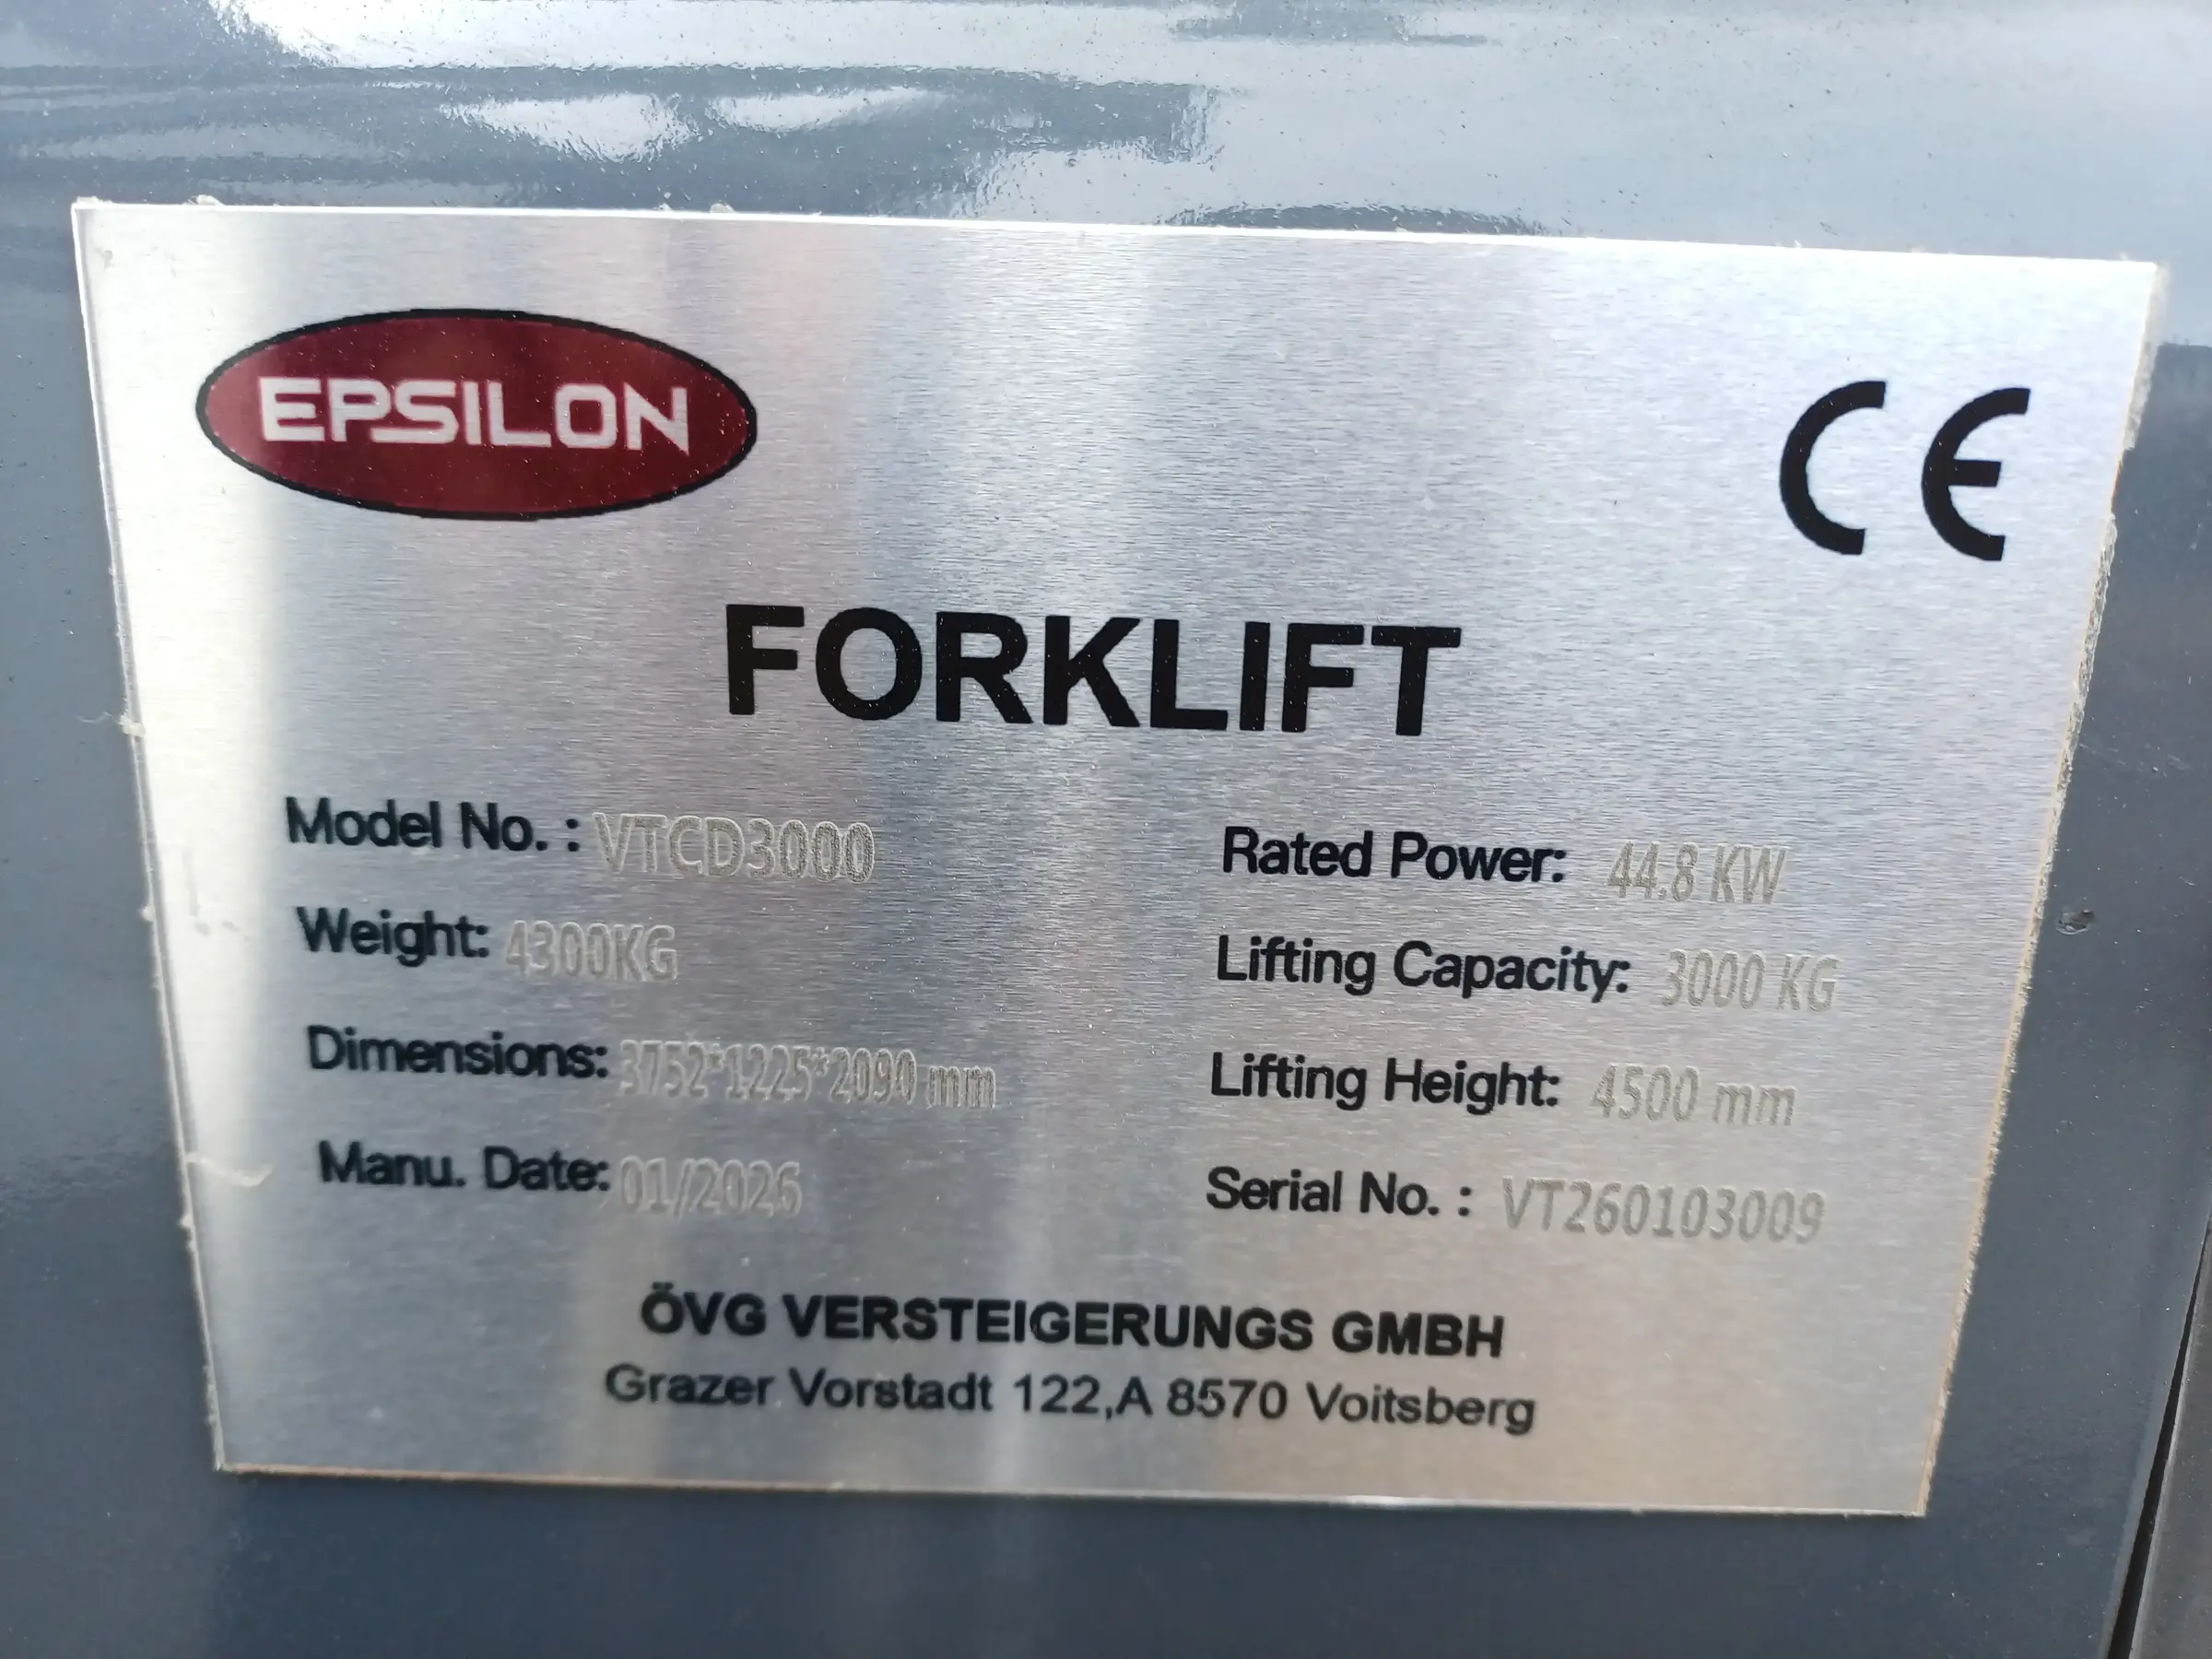 EPSILON
CE
FORKLIFT
Model No. : VTCD3000
Rated Power: 44.8 KW
Weight: 4300KG
Lifting Capacity: 3000 KG
Dimensions: 3752*1225*2090 mm
Lifting Height: 4500 mm
Manu. Date: 01/2026
Serial No. : VT260103009
ÖVG VERSTEIGERUNGS GMBH
Grazer Vorstadt 122,A 8570 Voitsberg